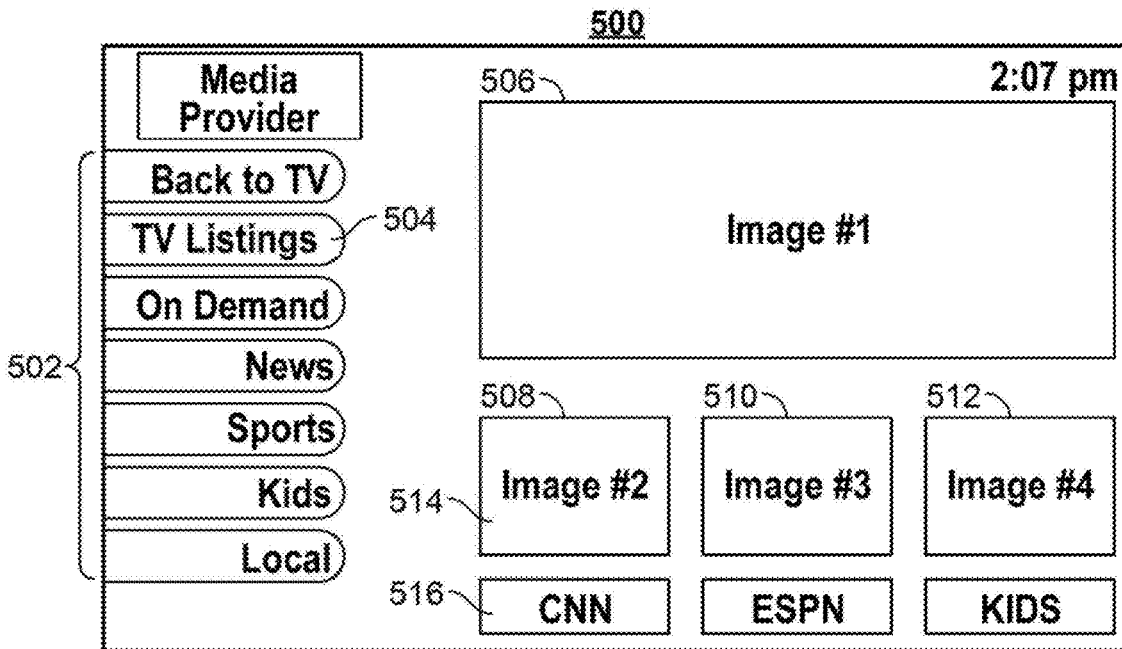 500
Media
Provider
2:07 pm
506
Image #1
Back to TV
TV Listings
504
On Demand
502
News
Sports
Kids
Local
508
510
512
Image #2
Image #3
Image #4
514
516
CNN
ESPN
KIDS